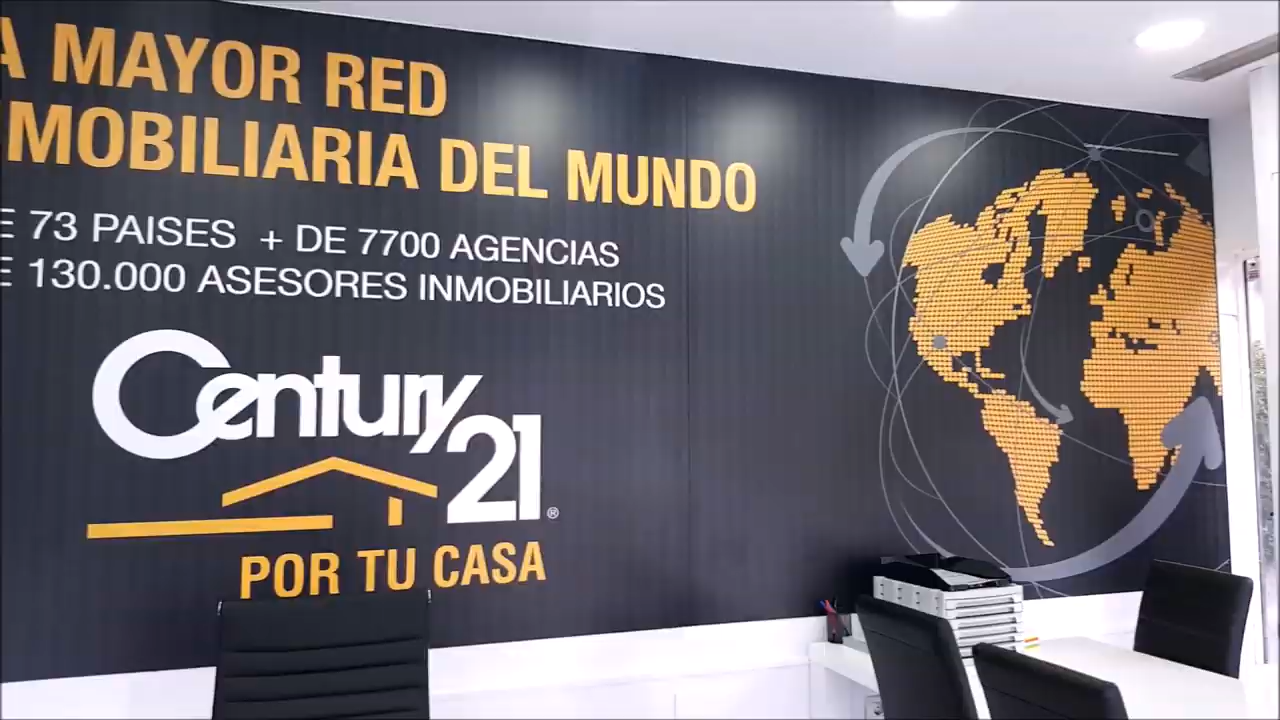 A MAYOR RED
MOBILIARIA DEL MUNDO
E 73 PAISES + DE 7700 AGENCIAS
E 130.000 ASESORES INMOBILIARIOS
Century 21®
POR TU CASA